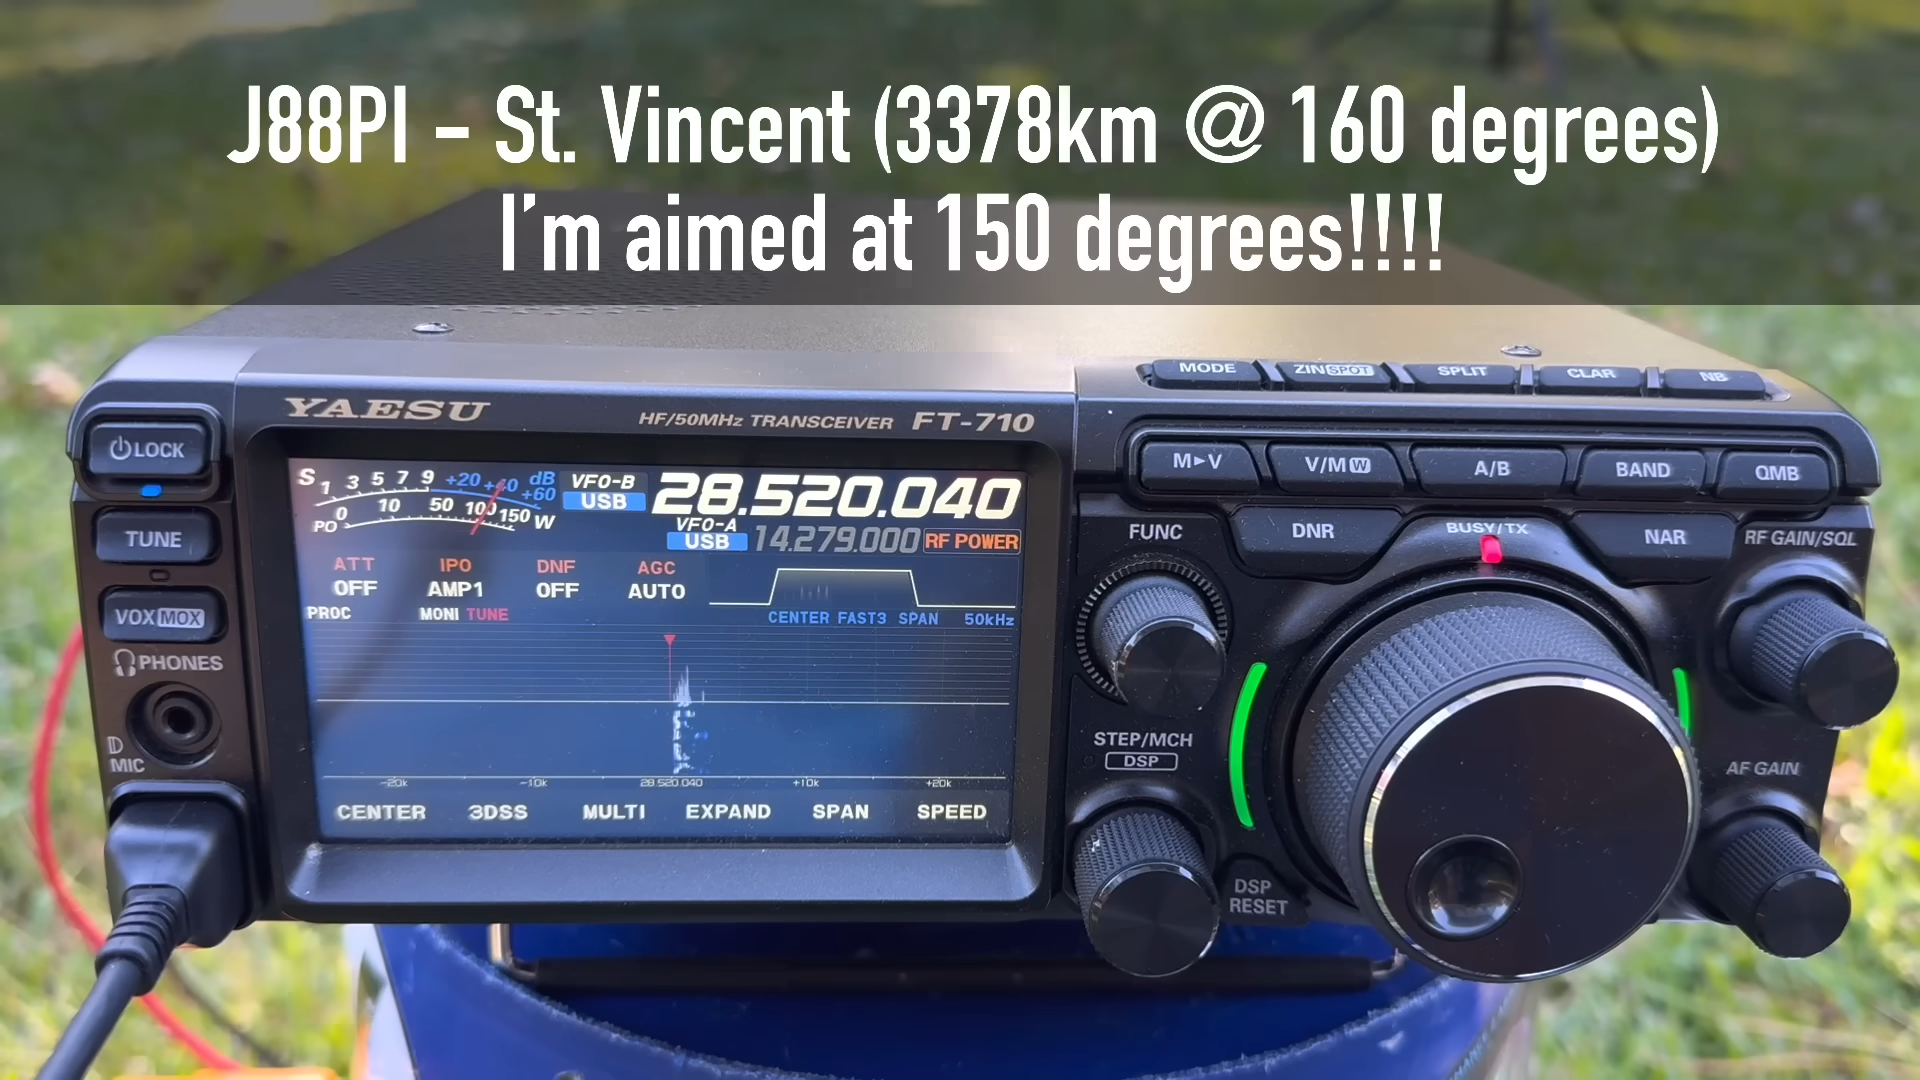 J88PI – St. Vincent (3378km @ 160 degrees)
I'm aimed at 150 degrees!!!!
MODE ZIN SPOT SPLIT CLAR NB
YAESU HF/50MHz TRANSCEIVER FT-710
LOCK
TUNE
VOX MOX
PHONES
MIC
S 1 3 5 7 9 +20 +40 +60 dB
PO 0 10 50 100 150 W
VFO-B
USB
28.520.040
VFO-A
USB
14.279.000
RF POWER
ATT IPO DNF AGC
OFF AMP1 OFF AUTO
PROC MONI TUNE
CENTER FAST3 SPAN 50kHz
-20k -10k 28.520.040 +10k +20k
CENTER 3DSS MULTI EXPAND SPAN SPEED
M►V V/M W A/B BAND QMB
FUNC DNR BUSY/TX NAR RF GAIN/SQL
STEP/MCH
DSP
AF GAIN
DSP
RESET